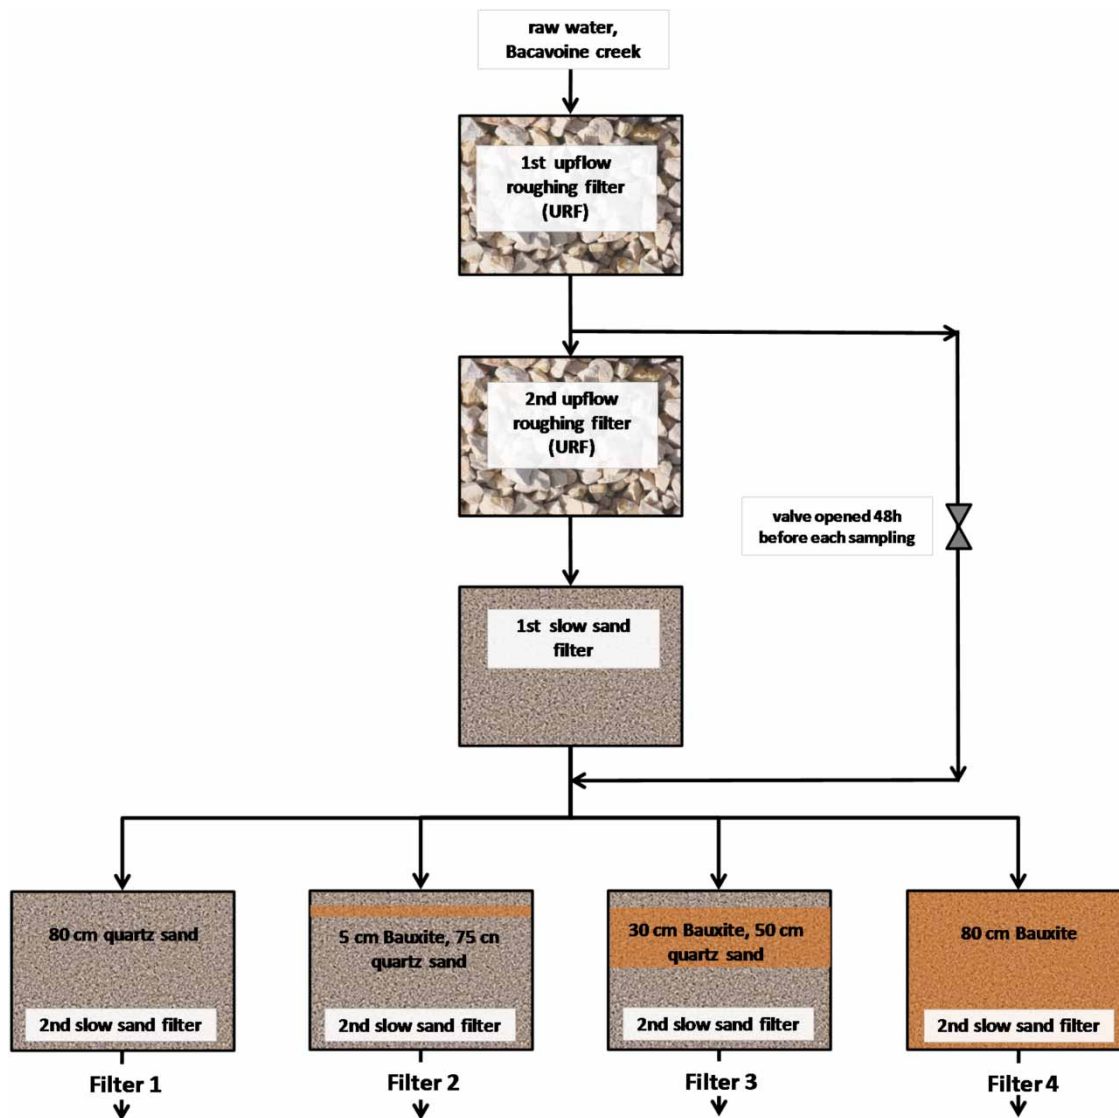 raw water,
Bacavoine creek
1st upflow
roughing filter
(URF)
2nd upflow
roughing filter
(URF)
valve opened 48h
before each sampling
1st slow sand
filter
80 cm quartz sand
5 cm Bauxite, 75 cn
quartz sand
30 cm Bauxite, 50 cm
quartz sand
80 cm Bauxite
2nd slow sand filter
2nd slow sand filter
2nd slow sand filter
2nd slow sand filter
Filter 1
Filter 2
Filter 3
Filter 4